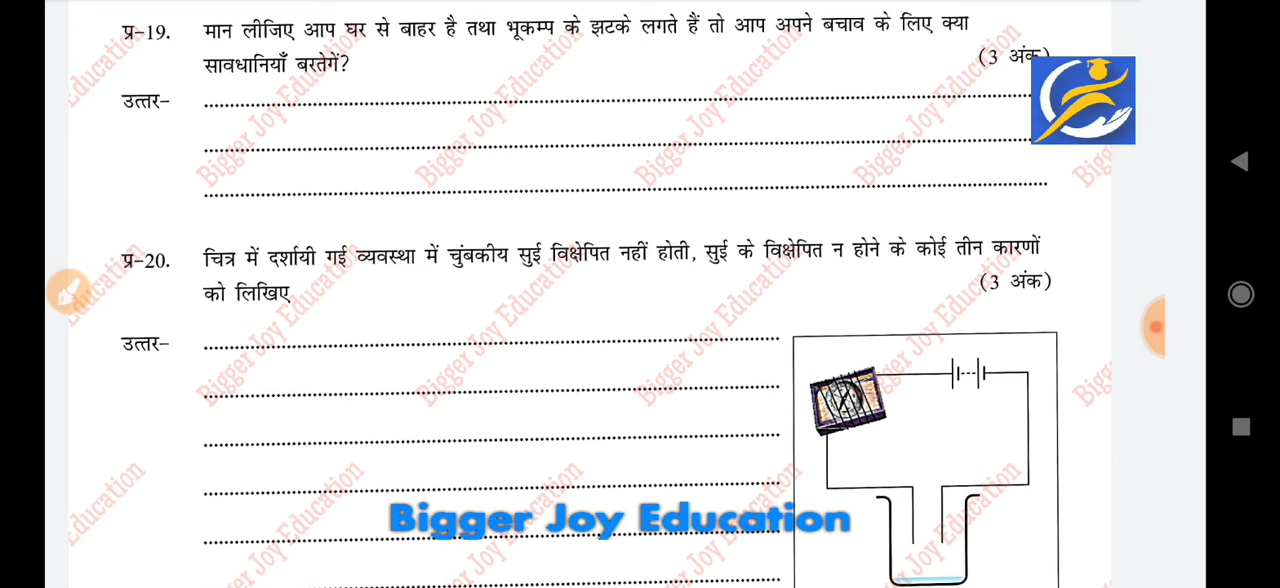 प्र-19. मान लीजिए आप घर से बाहर है तथा भूकम्प के झटके लगते हैं तो आप अपने बचाव के लिए क्या
सावधानियाँ बरतेगें? (3 अंक)
उत्तर-
प्र-20. चित्र में दर्शायी गई व्यवस्था में चुंबकीय सुई विक्षेपित नहीं होती, सुई के विक्षेपित न होने के कोई तीन कारणों
को लिखिए (3 अंक)
उत्तर-
Bigger Joy Education